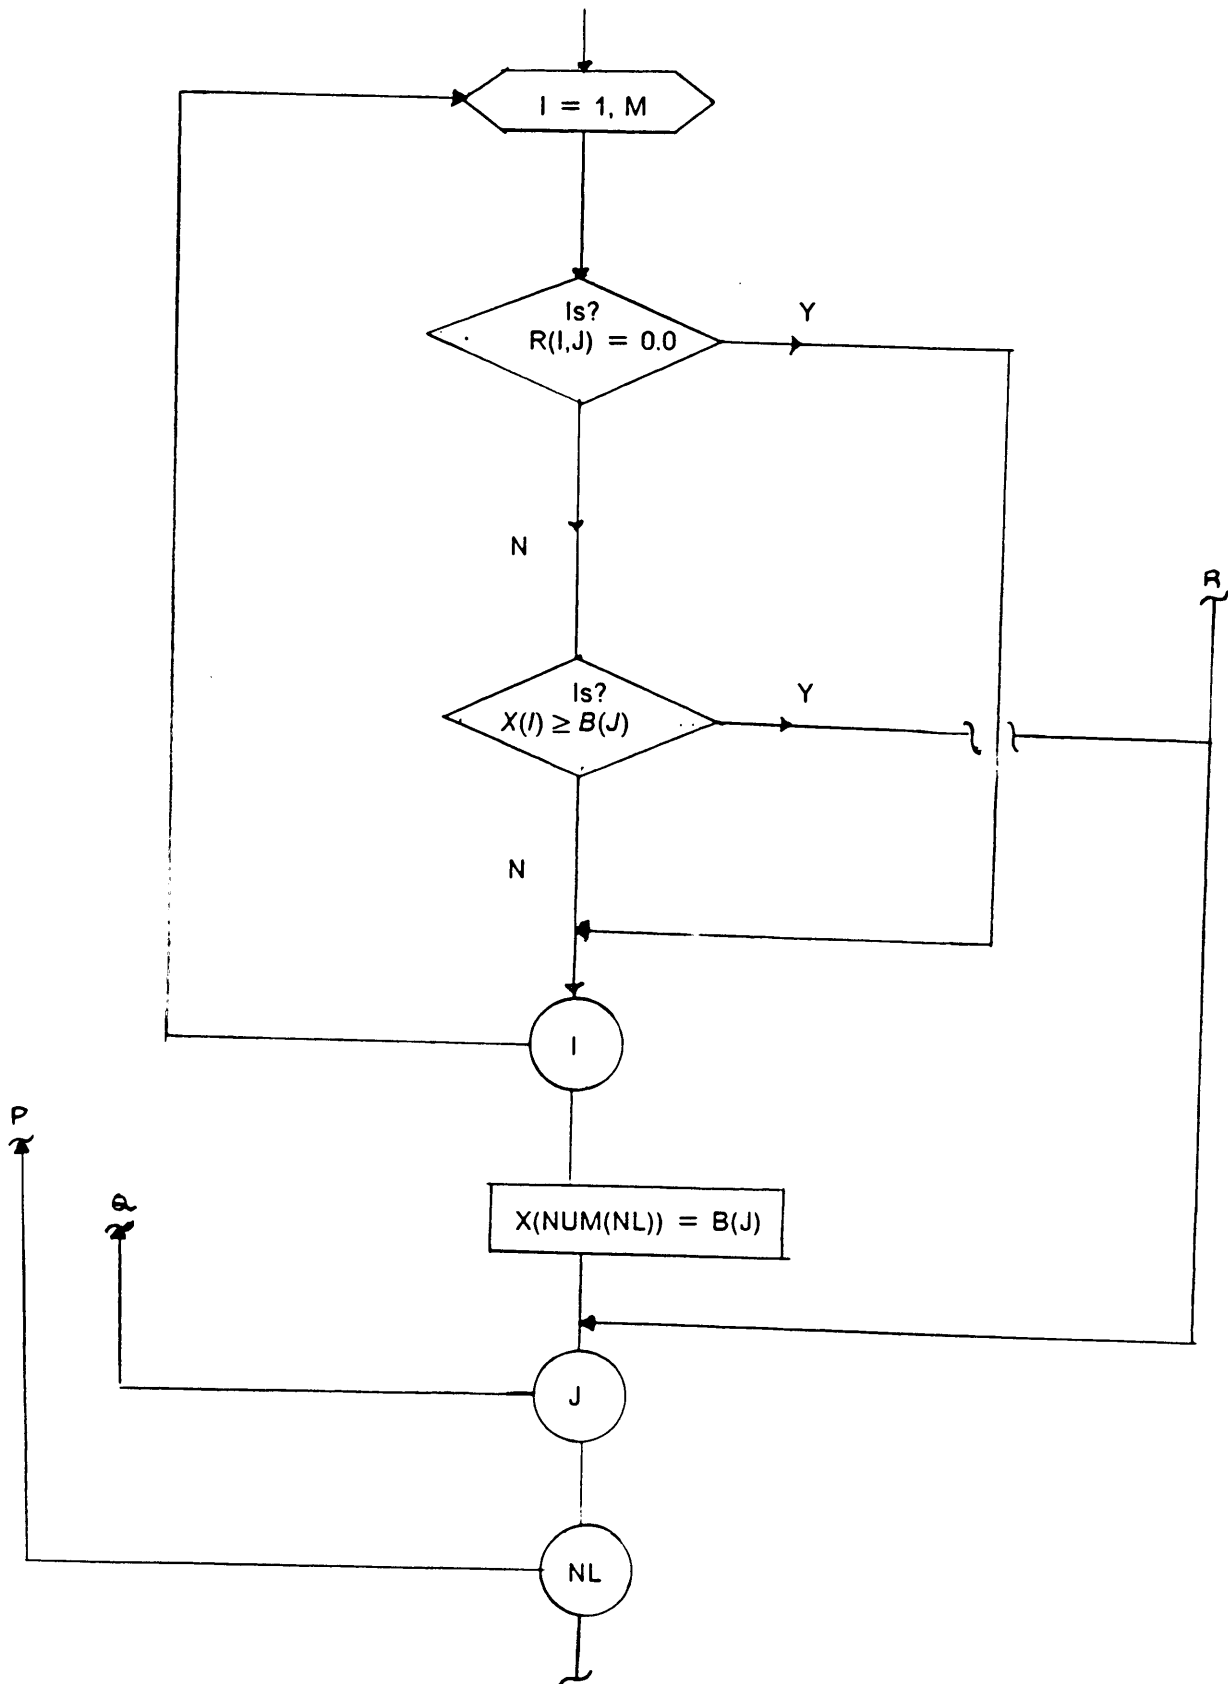 I = 1, M
Is?
R(I,J) = 0.0
Y
N
R
Is?
X(I) ≥ B(J)
Y
N
I
P
Q
X(NUM(NL)) = B(J)
J
NL